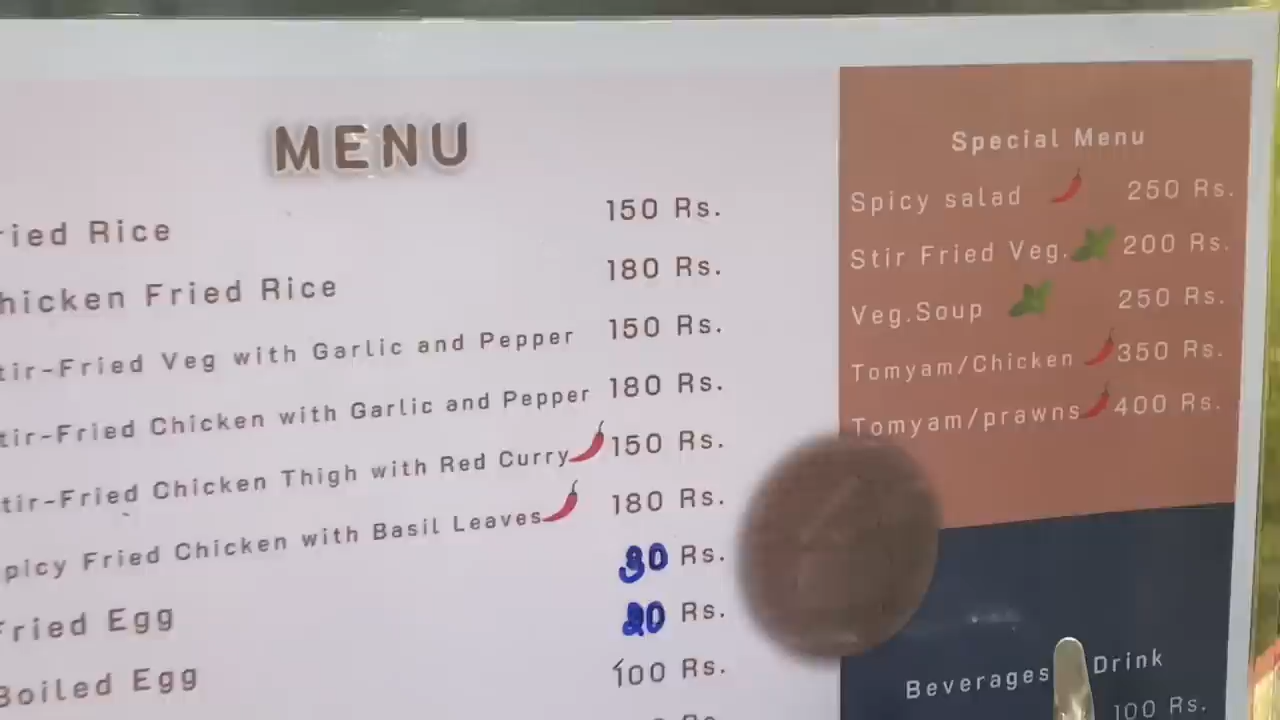 MENU
ried Rice 150 Rs.
hicken Fried Rice 180 Rs.
tir-Fried Veg with Garlic and Pepper 150 Rs.
tir-Fried Chicken with Garlic and Pepper 180 Rs.
tir-Fried Chicken Thigh with Red Curry 150 Rs.
picy Fried Chicken with Basil Leaves 180 Rs.
Fried Egg 30 Rs.
Boiled Egg 20 Rs.
100 Rs.
Rs
Special Menu
Spicy salad 250 Rs.
Stir Fried Veg. 200 Rs.
Veg.Soup 250 Rs.
Tomyam/Chicken 350 Rs.
Tomyam/prawns 400 Rs.
Beverages Drink
100 Rs.